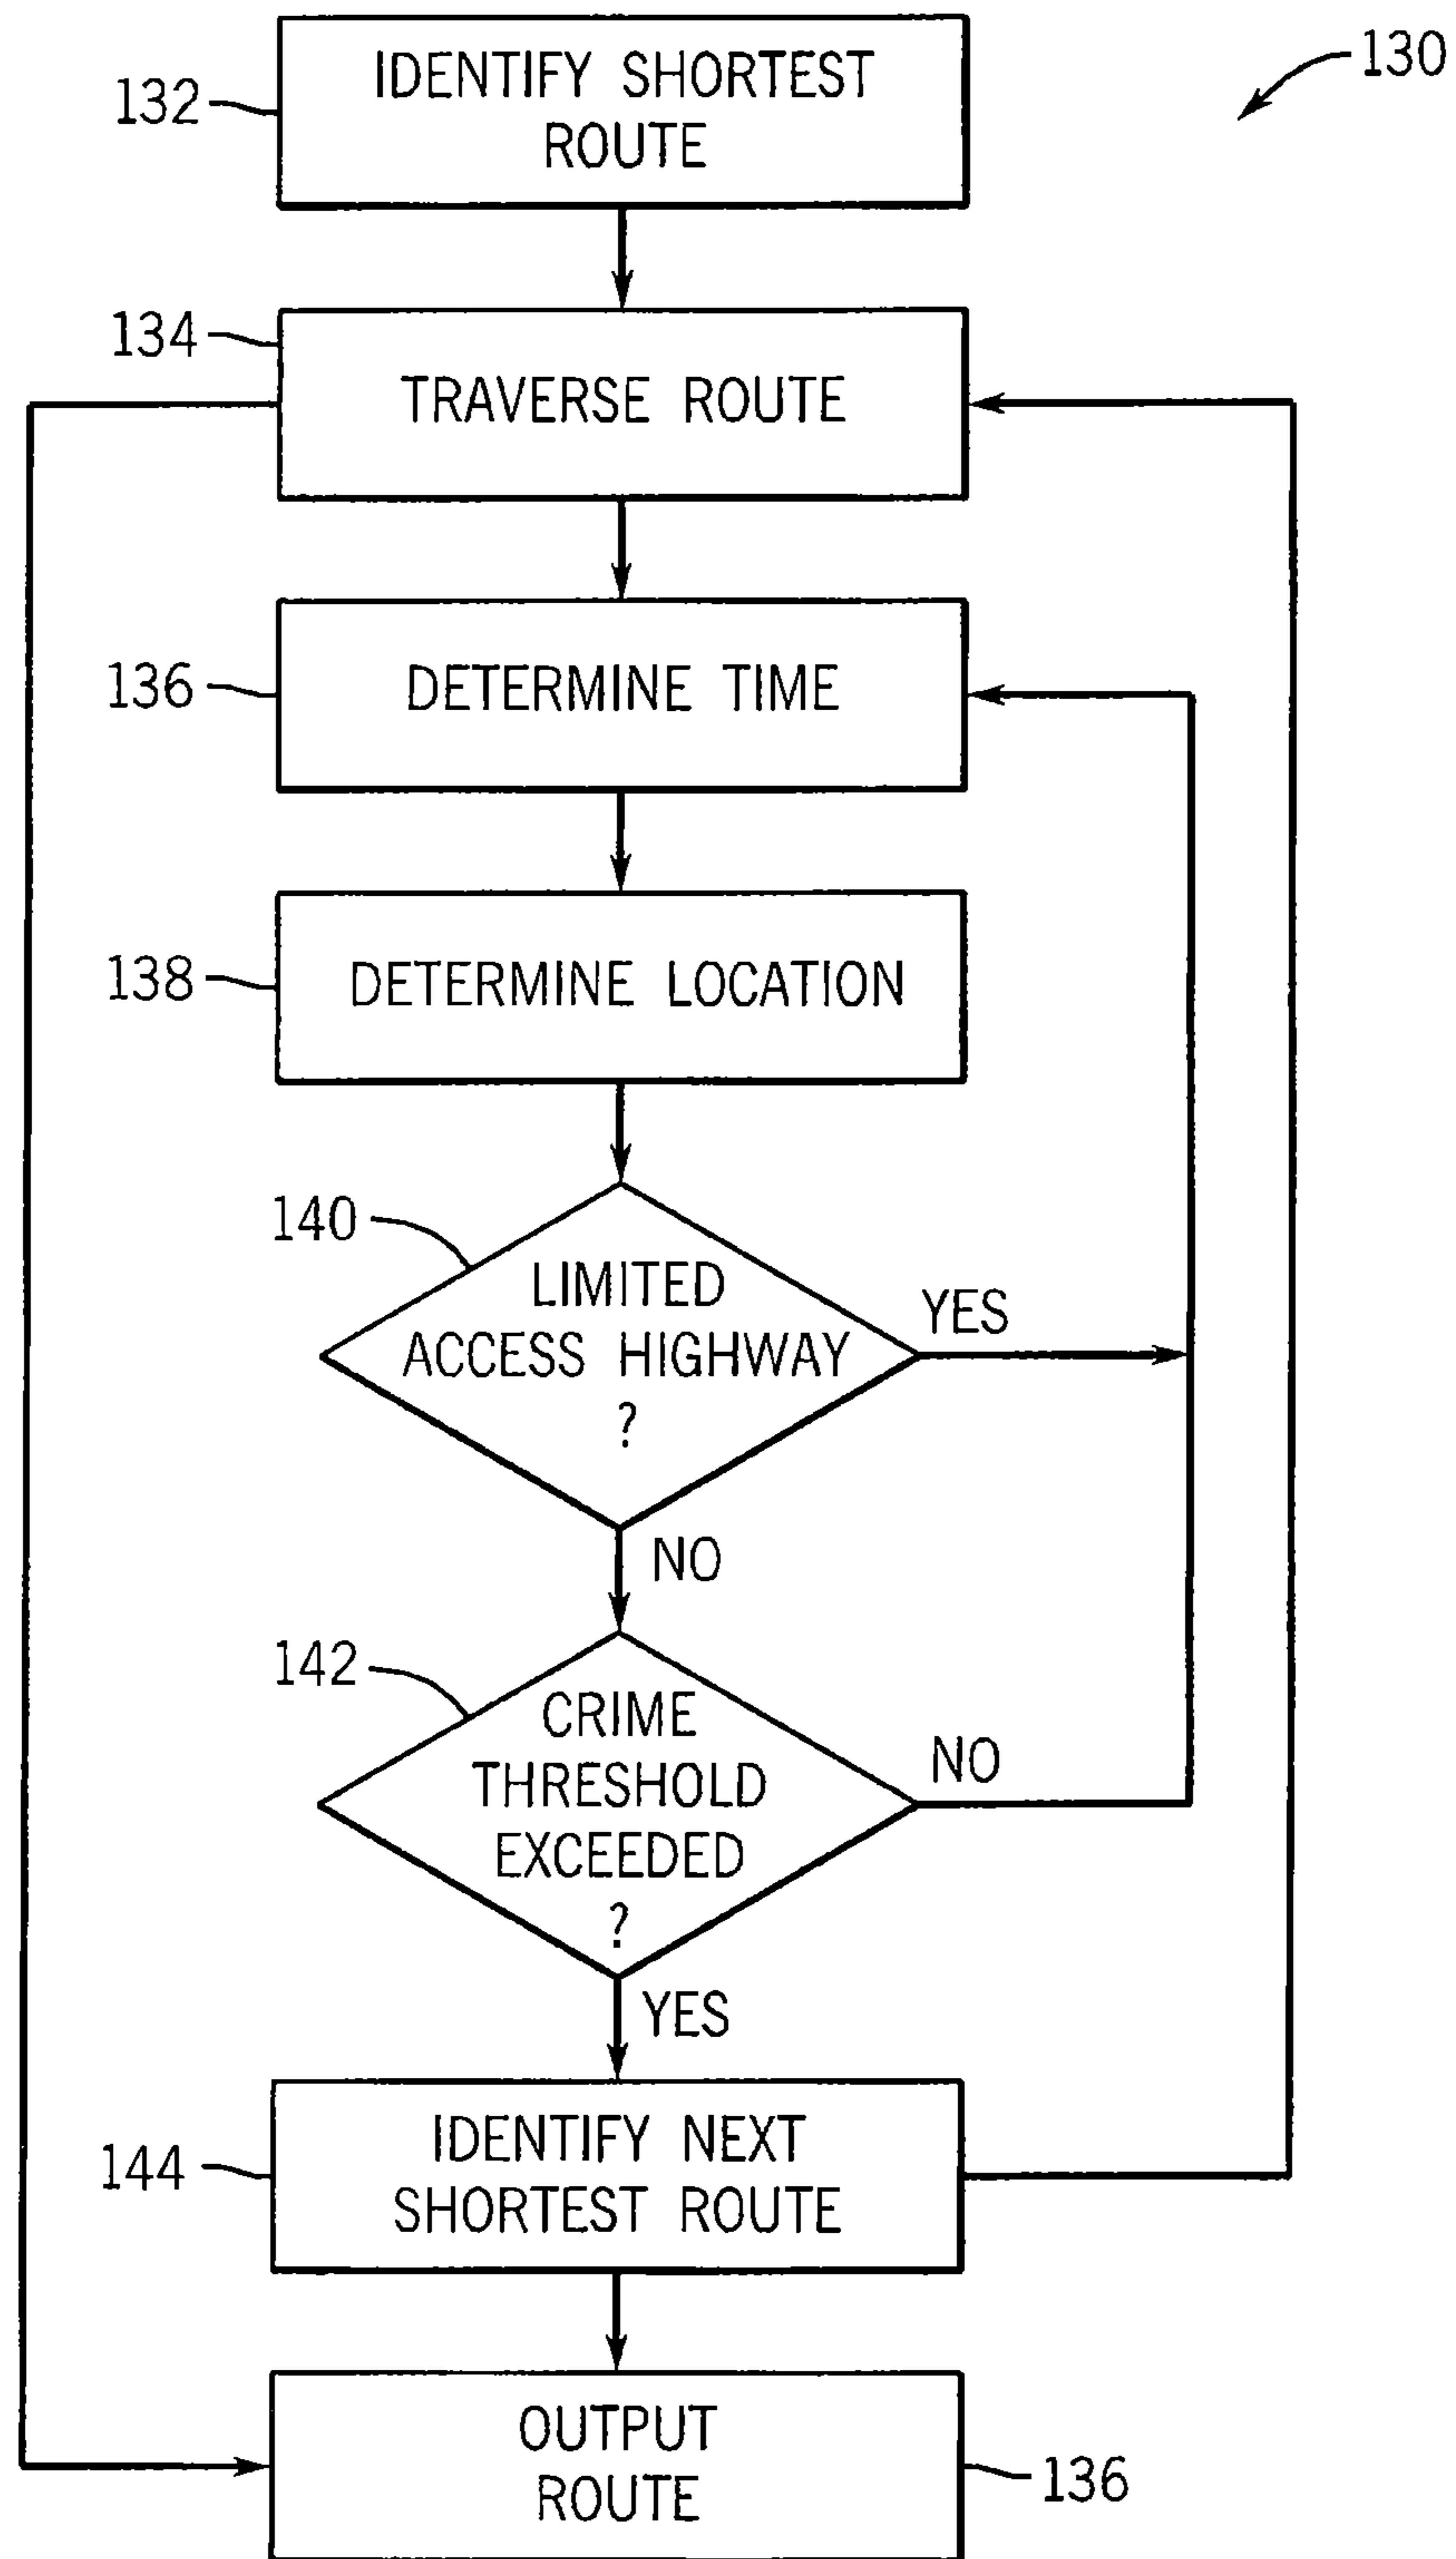 130
132
IDENTIFY SHORTEST
ROUTE
134
TRAVERSE ROUTE
136
DETERMINE TIME
138
DETERMINE LOCATION
140
LIMITED
ACCESS HIGHWAY
?
YES
NO
142
CRIME
THRESHOLD
EXCEEDED
?
NO
YES
144
IDENTIFY NEXT
SHORTEST ROUTE
OUTPUT
ROUTE
136